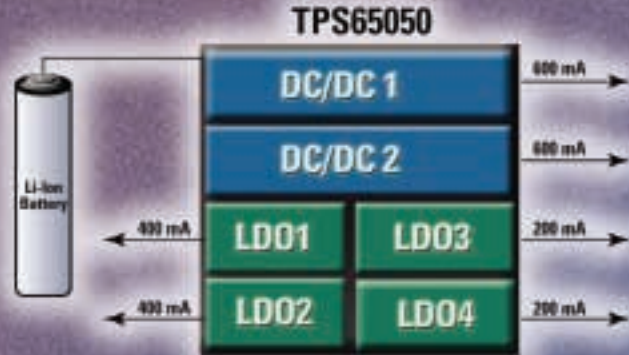 TPS65050
DC/DC 1
600 mA
DC/DC 2
600 mA
Li-Ion
Battery
400 mA
LDO1
LDO3
200 mA
400 mA
LDO2
LDO4
200 mA